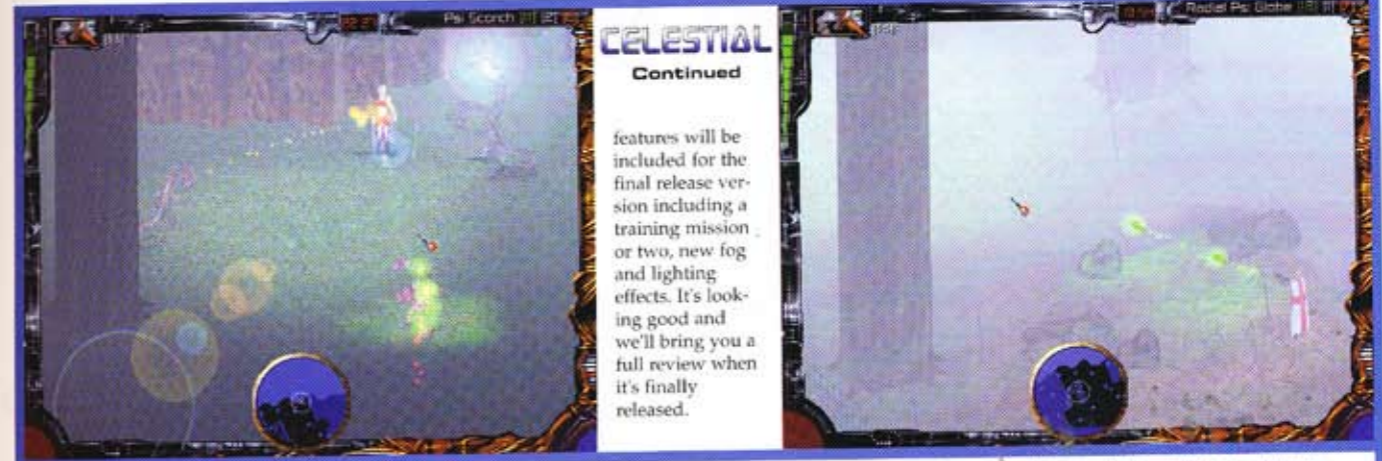 Psi Scorch
CELESTIAL
Continued
features will be
included for the
final release ver-
sion including a
training mission
or two, new fog
and lighting
effects. It's look-
ing good and
we'll bring you a
full review when
it's finally
released.
Radial Psi Globe